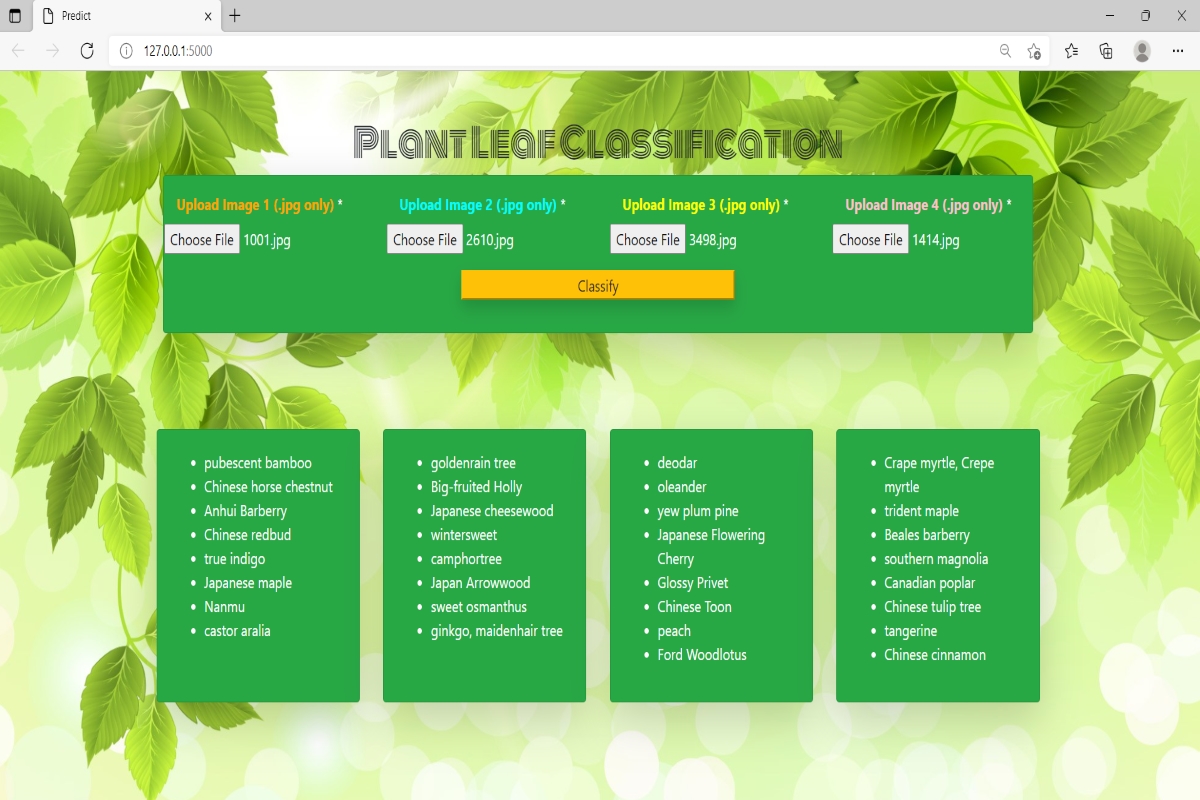 Predict
127.0.0.1:5000
Plant Leaf Classification
Upload Image 1 (.jpg only) * Upload Image 2 (.jpg only) * Upload Image 3 (.jpg only) * Upload Image 4 (.jpg only) *
Choose File 1001.jpg Choose File 2610.jpg Choose File 3498.jpg Choose File 1414.jpg
Classify
• pubescent bamboo
• Chinese horse chestnut
• Anhui Barberry
• Chinese redbud
• true indigo
• Japanese maple
• Nanmu
• castor aralia
• goldenrain tree
• Big-fruited Holly
• Japanese cheesewood
• wintersweet
• camphortree
• Japan Arrowwood
• sweet osmanthus
• ginkgo, maidenhair tree
• deodar
• oleander
• yew plum pine
• Japanese Flowering
Cherry
• Glossy Privet
• Chinese Toon
• peach
• Ford Woodlotus
• Crape myrtle, Crepe
myrtle
• trident maple
• Beales barberry
• southern magnolia
• Canadian poplar
• Chinese tulip tree
• tangerine
• Chinese cinnamon